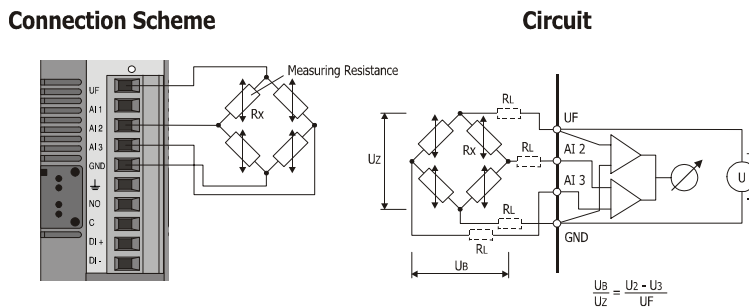 Connection Scheme
Circuit
UF
AI 1
AI 2
AI 3
GND
NO
C
DI +
DI -
Measuring Resistance
Rx
UZ
Rx
RL
RL
RL
RL
UB
UF
AI 2
AI 3
GND
U
UB/UZ = U2 - U3/UF